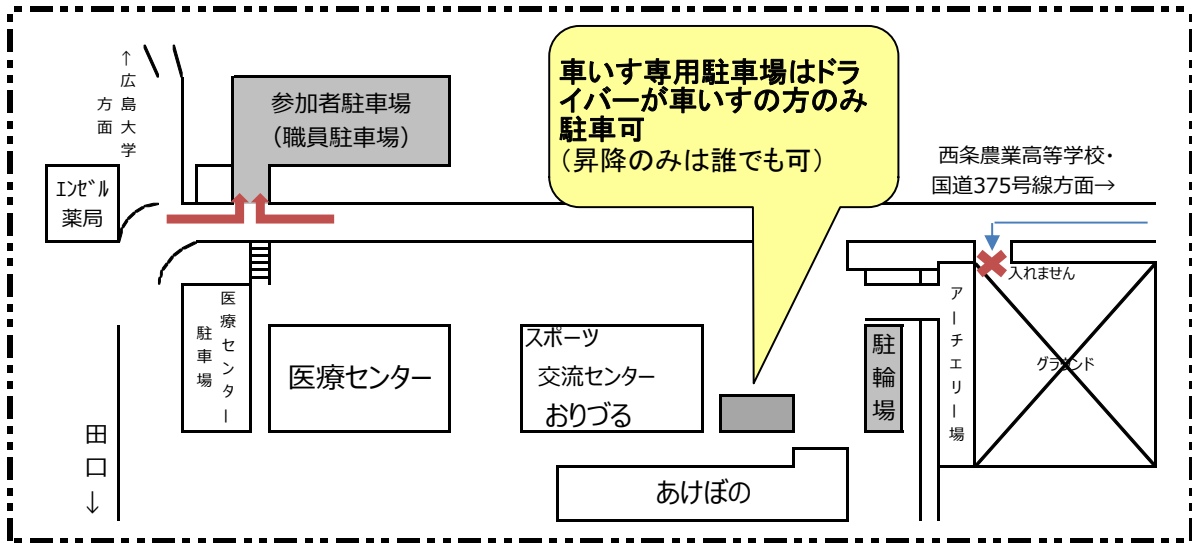 ↑広島大学
方面
参加者駐車場
（職員駐車場）
車いす専用駐車場はドラ
イバーが車いすの方のみ
駐車可
（昇降のみは誰でも可）
西条農業高等学校・
国道375号線方面→
ｴﾝｾﾞﾙ
薬局
入れません
医療センター
駐車場
医療センター
スポーツ
交流センター
おりづる
駐輪場
アーチェリー場
グラウンド
田口↓
あけぼの